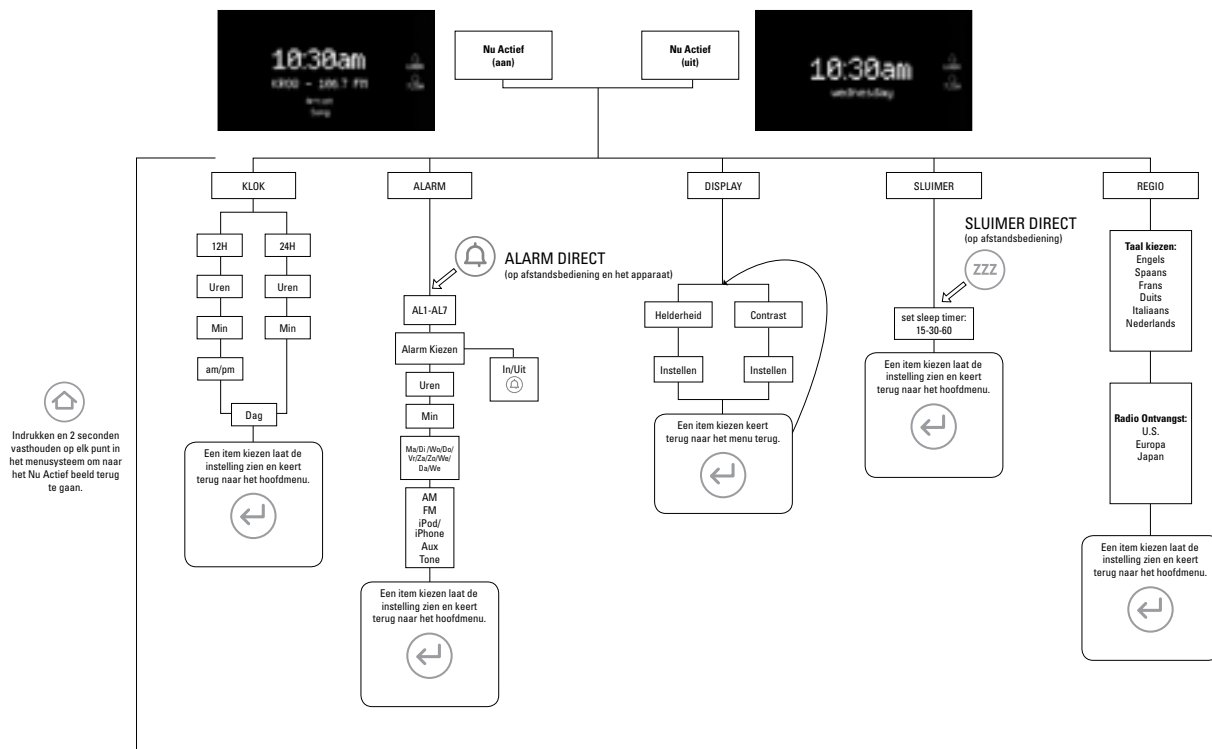 10:30am
KROQ – 106.7 FM
Artist
Song
Nu Actief
(aan)
Nu Actief
(uit)
10:30am
wednesday
KLOK
ALARM
DISPLAY
SLUIMER
REGIO
12H
24H
Uren
Uren
Min
Min
am/pm
Dag
Een item kiezen laat de
instelling zien en keert
terug naar het hoofdmenu.
ALARM DIRECT
(op afstandsbediening en het apparaat)
AL1-AL7
Alarm Kiezen
In/Uit
Uren
Min
Ma/Di /Wo/Do/
Vr/Za/Zo/We/
Da/We
AM
FM
iPod/
iPhone
Aux
Tone
Een item kiezen laat de
instelling zien en keert
terug naar het hoofdmenu.
Helderheid
Contrast
Instellen
Instellen
Een item kiezen keert
terug naar het menu terug.
SLUIMER DIRECT
(op afstandsbediening)
ZZZ
set sleep timer:
15-30-60
Een item kiezen laat de
instelling zien en keert
terug naar het hoofdmenu.
Taal kiezen:
Engels
Spaans
Frans
Duits
Italiaans
Nederlands
Radio Ontvangst:
U.S.
Europa
Japan
Een item kiezen laat de
instelling zien en keert
terug naar het hoofdmenu.
Indrukken en 2 seconden
vasthouden op elk punt in
het menusysteem om naar
het Nu Actief beeld terug
te gaan.